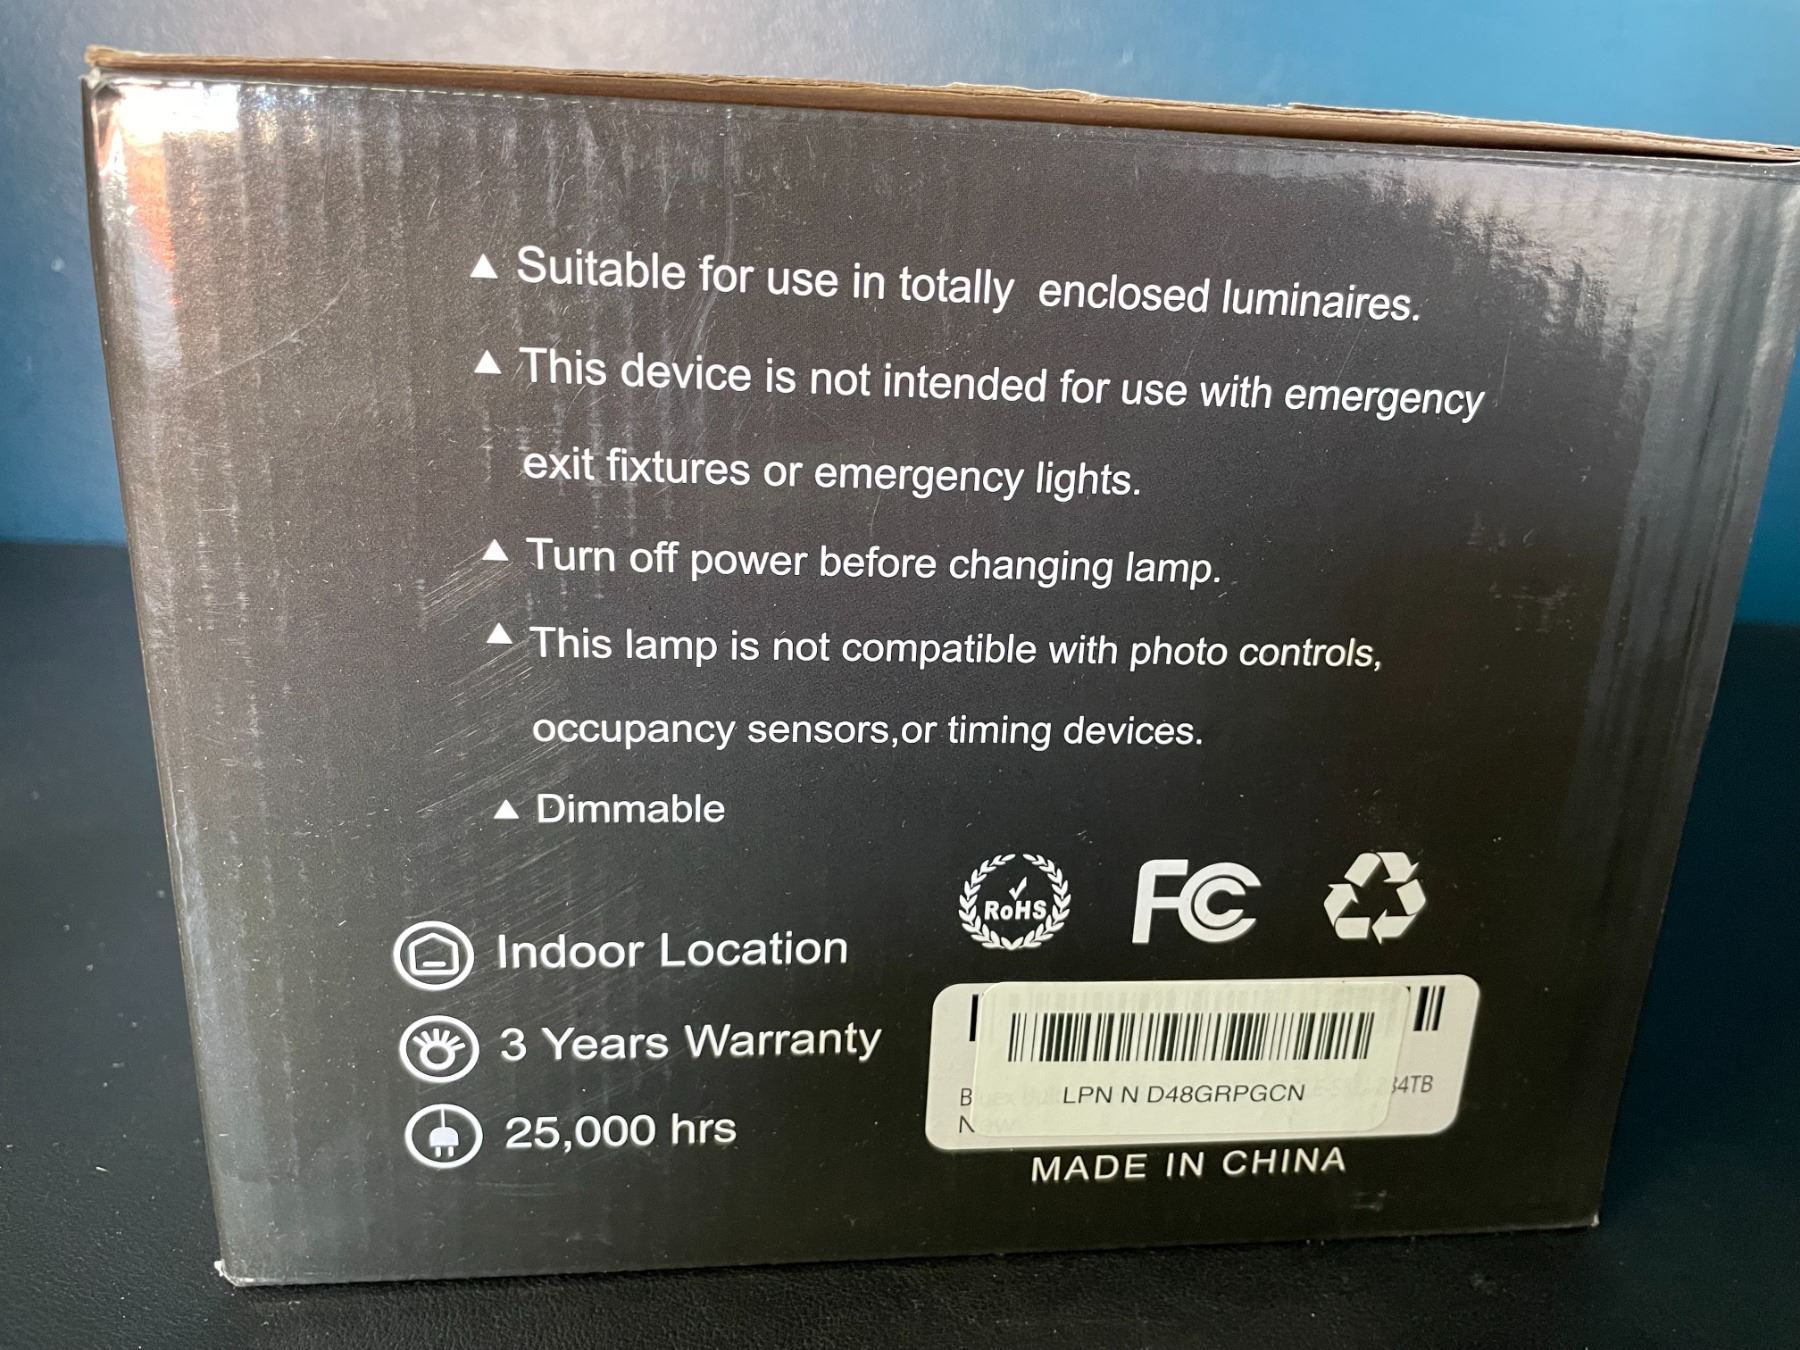 ▲ Suitable for use in totally enclosed luminaires.
▲ This device is not intended for use with emergency
exit fixtures or emergency lights.
▲ Turn off power before changing lamp.
▲ This lamp is not compatible with photo controls,
occupancy sensors,or timing devices.
▲ Dimmable
RoHS FC
Indoor Location
3 Years Warranty
25,000 hrs
LPN N D48GRPGCN
MADE IN CHINA